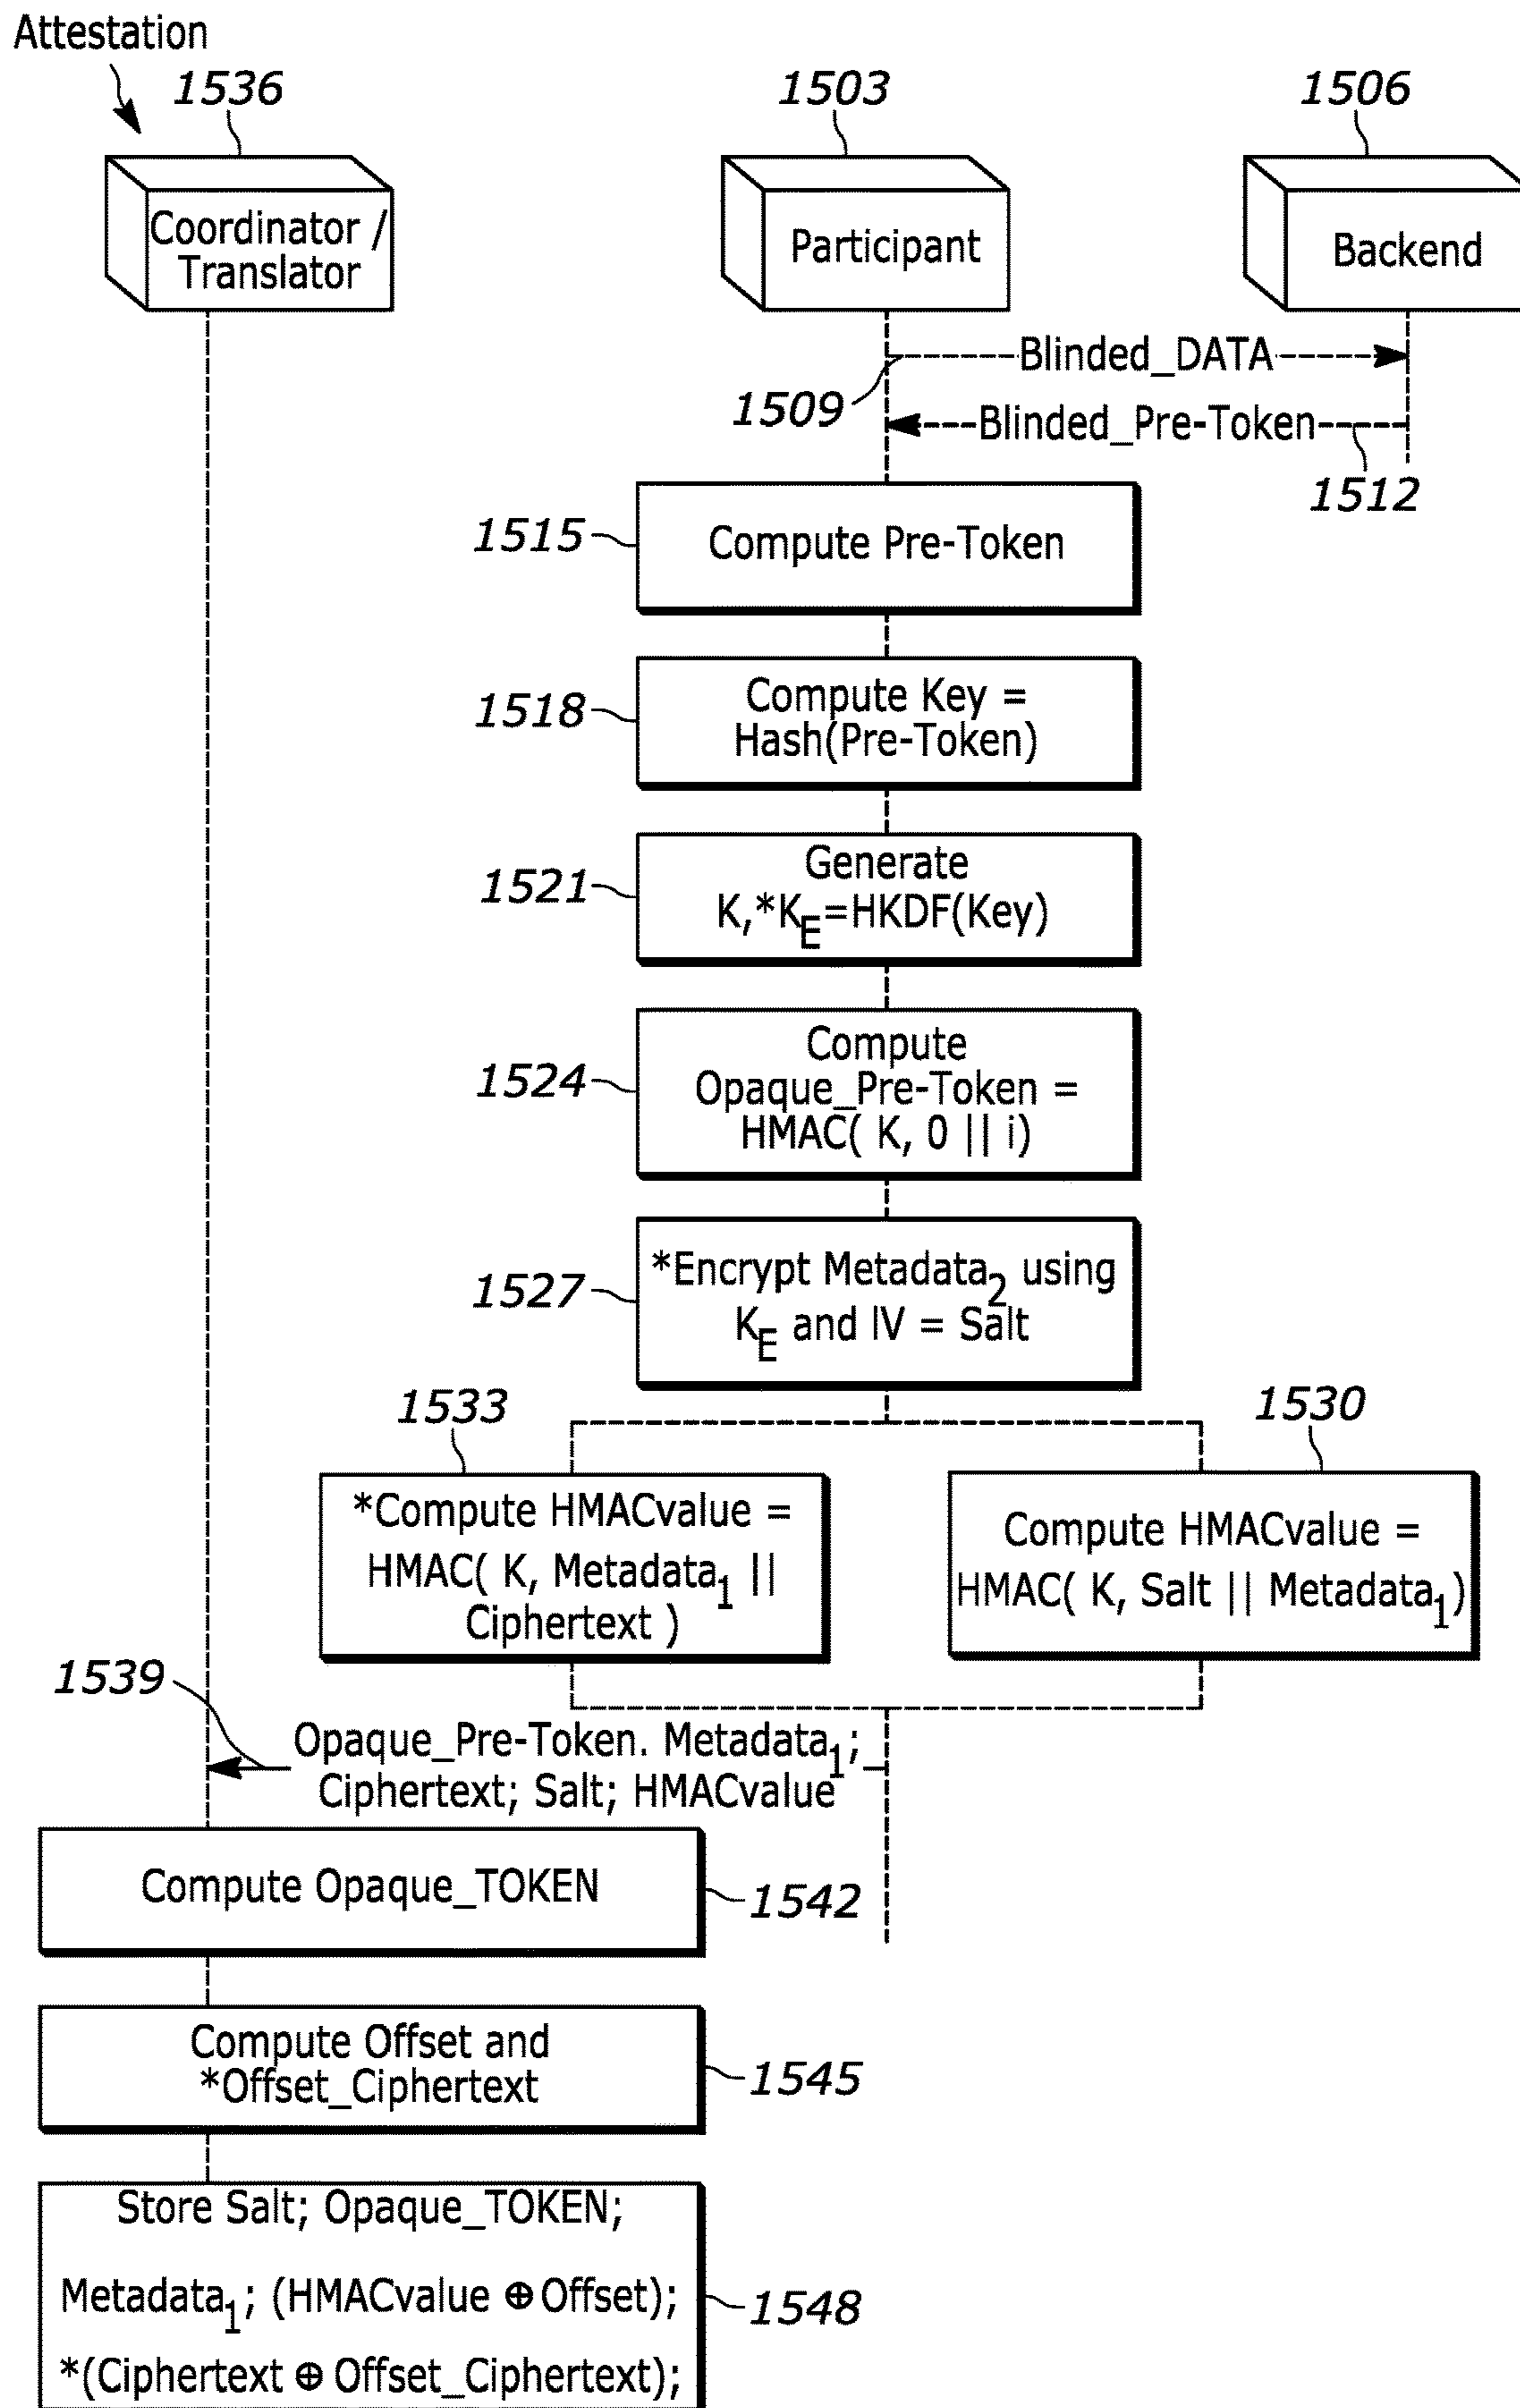 Attestation
1536
1503
1506
Coordinator /
Translator
Participant
Backend
Blinded_DATA
1509
Blinded_Pre-Token
1512
1515
Compute Pre-Token
1518
Compute Key =
Hash(Pre-Token)
1521
Generate
K,*K_E=HKDF(Key)
1524
Compute
Opaque_Pre-Token =
HMAC( K, 0 || i)
1527
*Encrypt Metadata₂ using
K_E and IV = Salt
1533
1530
*Compute HMACvalue =
HMAC( K, Metadata₁ ||
Ciphertext )
Compute HMACvalue =
HMAC( K, Salt || Metadata₁)
1539
Opaque_Pre-Token. Metadata₁;
Ciphertext; Salt; HMACvalue
Compute Opaque_TOKEN
1542
Compute Offset and
*Offset_Ciphertext
1545
Store Salt; Opaque_TOKEN;
Metadata₁; (HMACvalue ⊕ Offset);
*(Ciphertext ⊕ Offset_Ciphertext);
1548